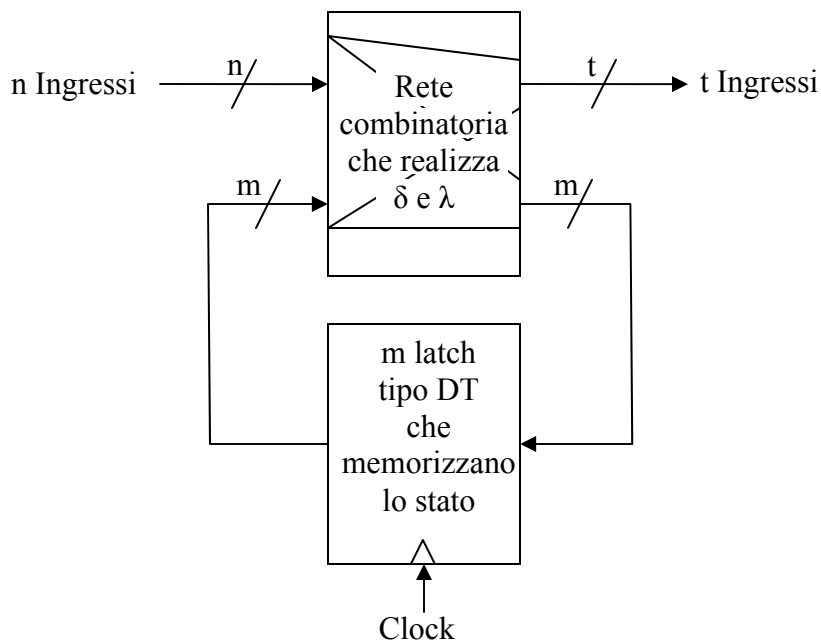 n Ingressi
n
Rete
combinatoria
che realizza
δ e λ
t
t Ingressi
m
m
m latch
tipo DT
che
memorizzano
lo stato
Clock